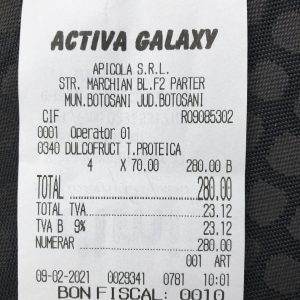 ACTIVA GALAXY
APICOLA S.R.L.
STR. MARCHIAN BL.F2 PARTER
MUN.BOTOSANI JUD.BOTOSANI
CIF RO9085302
0001 Operator 01
0340 DULCOFRUCT T.PROTEICA
4 X 70.00 280.00 B
TOTAL 280.00
TOTAL TVA 23.12
TVA B 9% 23.12
NUMERAR 280.00
001 ART
09-02-2021 0029341 0781 10:01
BON FISCAL: 0010